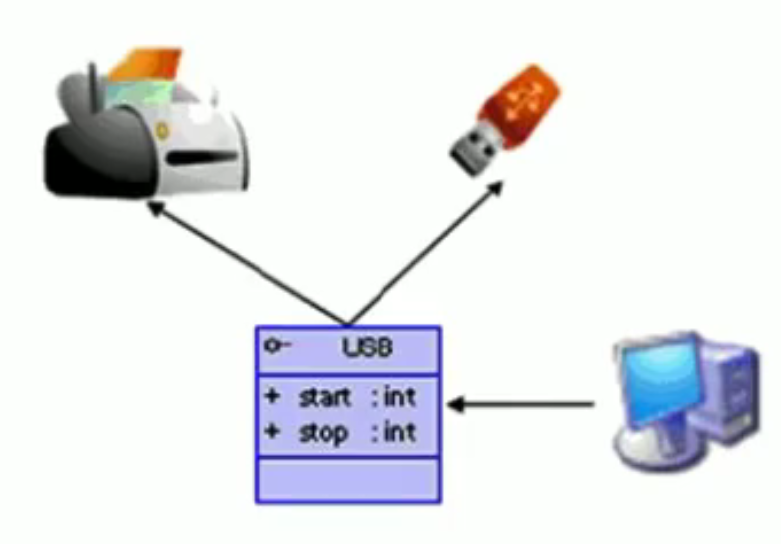 USB
+ start : int
+ stop : int